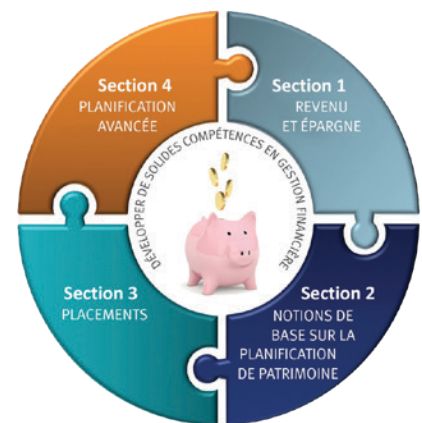 Section 4
PLANIFICATION
AVANCÉE
Section 1
REVENU
ET ÉPARGNE
DÉVELOPPER DE SOLIDES COMPÉTENCES EN GESTION FINANCIÈRE
Section 3
PLACEMENTS
Section 2
NOTIONS DE
BASE SUR LA
PLANIFICATION
DE PATRIMOINE